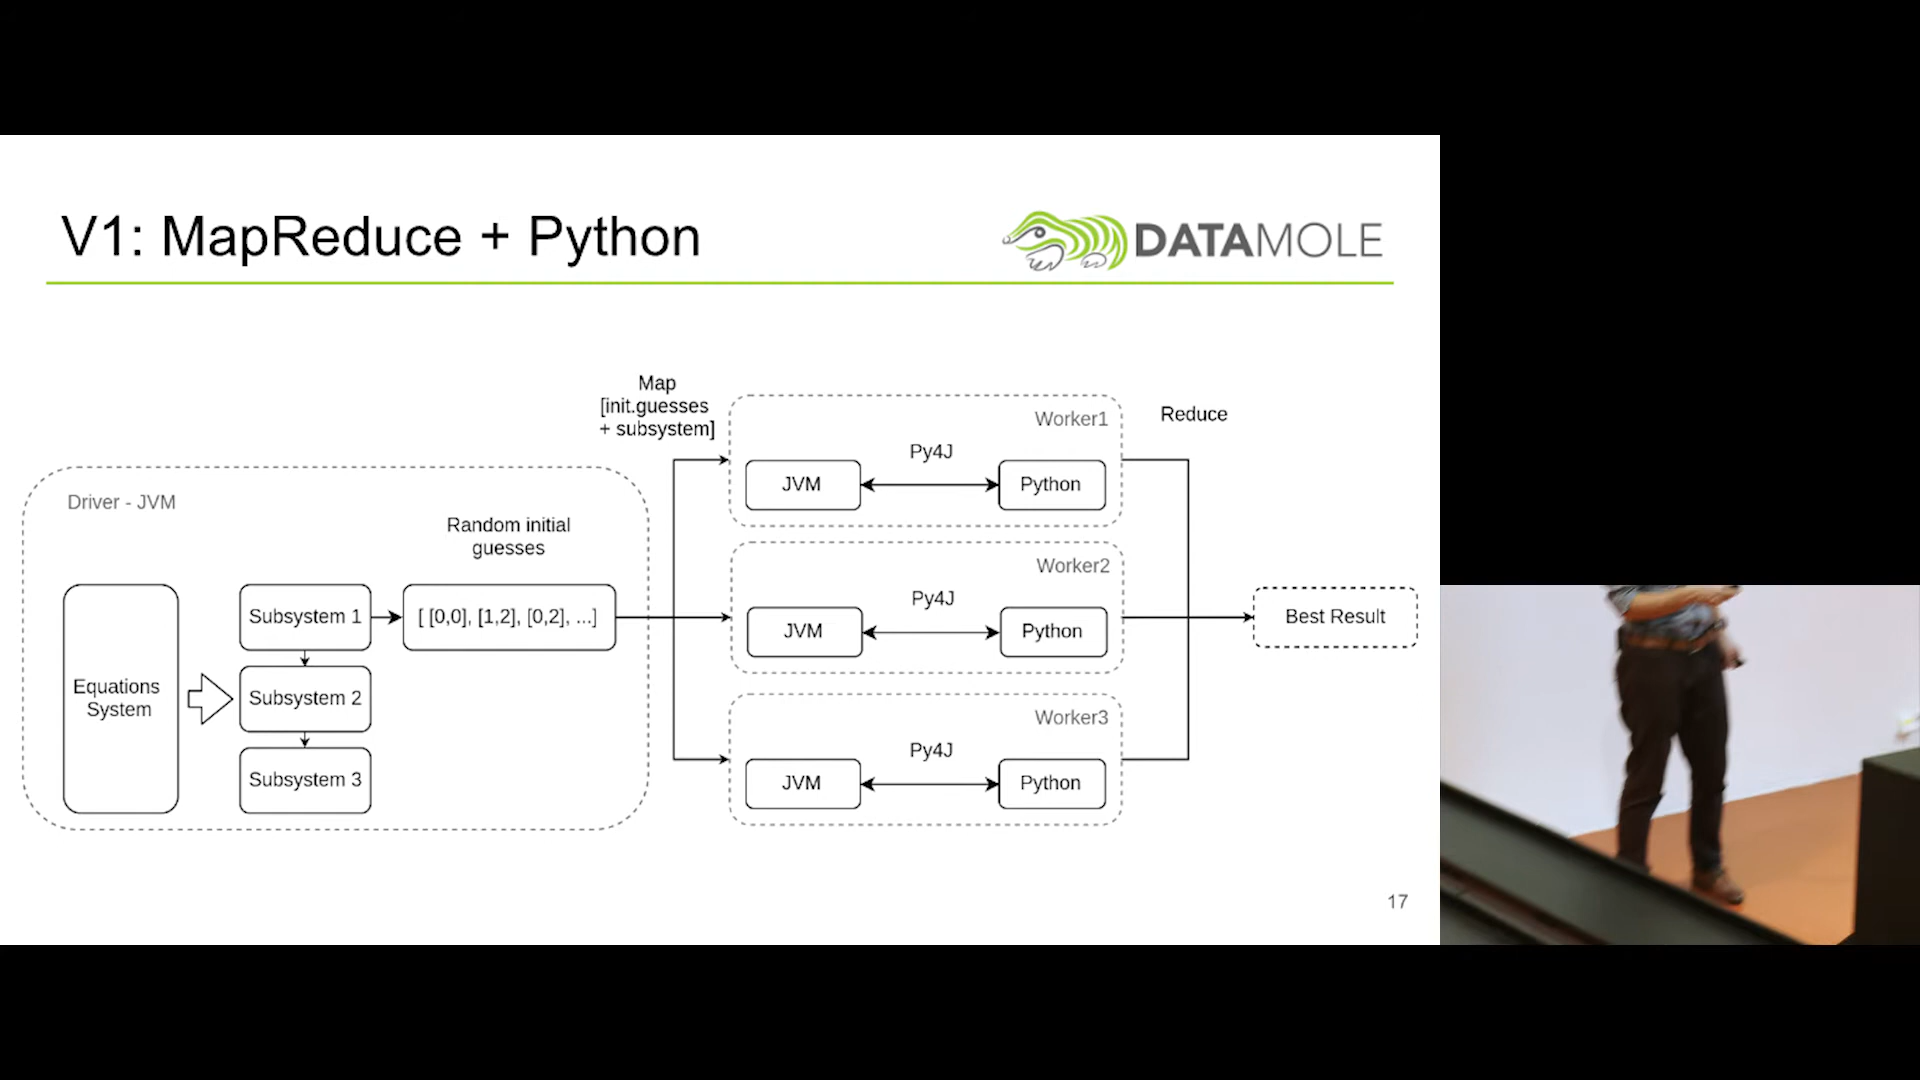 V1: MapReduce + Python
DATAMOLE
Map
[init.guesses
+ subsystem]
Worker1
Reduce
Py4J
JVM
Python
Driver - JVM
Random initial
guesses
Worker2
Py4J
JVM
Python
Subsystem 1
[ [0,0], [1,2], [0,2], ...]
Best Result
Equations
System
Subsystem 2
Subsystem 3
Worker3
Py4J
JVM
Python
17